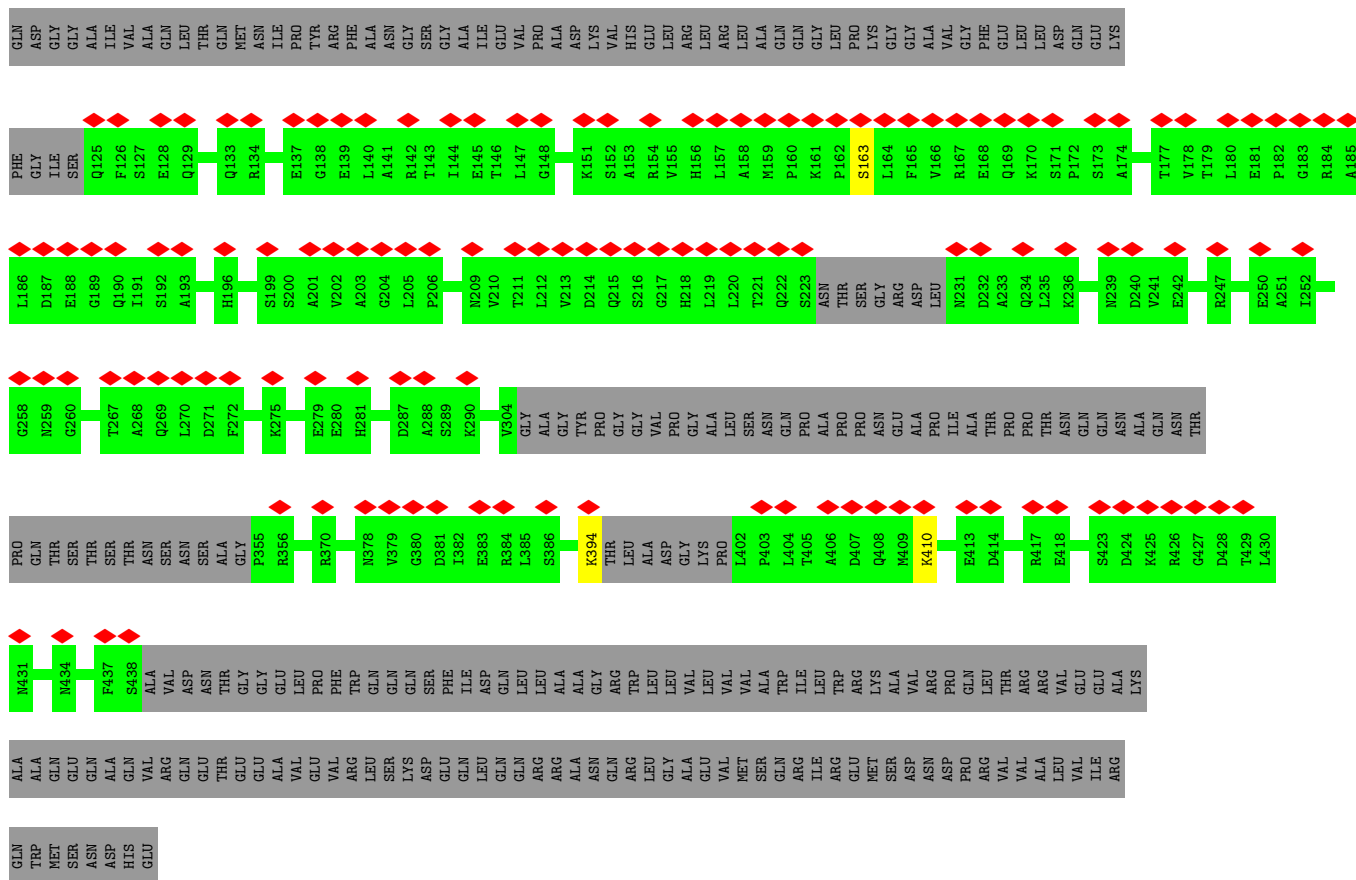 GLN ASP GLY GLY ALA ILE VAL ALA GLN LEU THR GLN MET ASN ILE PRO TYR ARG PHE ALA ASN GLY SER GLY ALA ILE GLU VAL PRO ALA ASP LYS VAL HIS GLU LEU ARG LEU ARG LEU ALA GLN GLN GLY LEU PRO LYS GLY GLY ALA VAL GLY PHE GLU LEU LEU ASP GLN GLU LYS
PHE GLY ILE SER Q125 F126 S127 E128 Q129 Q133 R134 E137 G138 E139 L140 A141 R142 T143 I144 E145 T146 L147 G148 K151 S152 A153 R154 V155 H156 L157 A158 M159 P160 K161 P162 S163 L164 F165 V166 R167 E168 Q169 K170 S171 P172 S173 A174 T177 V178 T179 L180 E181 P182 G183 R184 A185
L186 D187 E188 G189 Q190 I191 S192 A193 H196 S199 S200 A201 V202 A203 G204 L205 P206 N209 V210 T211 L212 V213 D214 Q215 S216 G217 H218 L219 L220 T221 Q222 S223 ASN THR SER GLY ARG ASP LEU N231 D232 A233 Q234 L235 K236 N239 D240 V241 E242 R247 E250 A251 I252
G258 N259 G260 T267 A268 Q269 L270 D271 F272 K275 E279 E280 H281 D287 A288 S289 K290 V304 GLY ALA GLY TYR PRO GLY GLY VAL PRO GLY ALA LEU SER ASN GLN PRO ALA PRO PRO ASN GLU ALA PRO ILE ALA THR PRO PRO THR ASN GLN GLN ASN ALA GLN ASN THR
PRO GLN THR SER THR SER THR ASN SER ASN SER ALA GLY P355 R356 R370 N378 V379 G380 D381 I382 E383 R384 L385 S386 K394 THR LEU ALA ASP GLY LYS PRO L402 P403 L404 T405 A406 D407 Q408 M409 K410 E413 D414 R417 E418 S423 D424 K425 R426 G427 D428 T429 L430
N431 N434 F437 S438 ALA VAL ASP ASN THR GLY GLY GLU LEU PRO PHE TRP GLN GLN GLN SER PHE ILE ASP GLN LEU LEU ALA ALA GLY ARG TRP LEU LEU VAL LEU VAL VAL ALA TRP ILE LEU TRP ARG LYS ALA VAL ARG PRO GLN LEU THR ARG ARG VAL GLU GLU ALA LYS
ALA ALA GLN GLU GLN ALA GLN VAL ARG GLN GLU THR GLU GLU ALA VAL GLU VAL ARG LEU SER LYS ASP GLU GLN LEU GLN GLN ARG ARG ALA ASN GLN ARG LEU GLY ALA GLU VAL MET SER GLN ARG ILE ARG GLU MET SER ASP ASN ASP PRO ARG VAL VAL ALA LEU VAL ILE ARG
GLN TRP MET SER ASN ASP HIS GLU